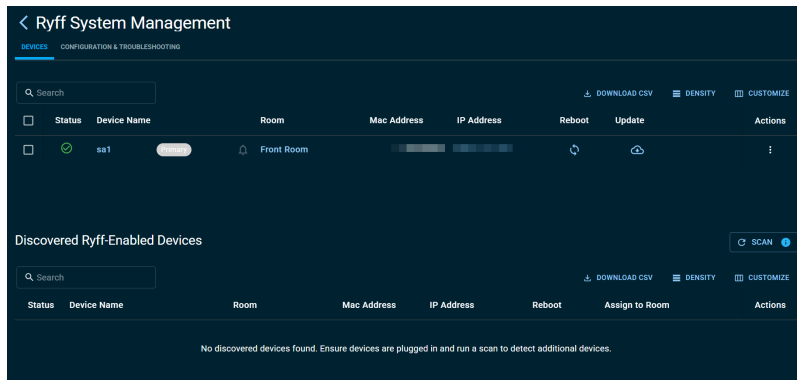 Ryff System Management
DEVICES CONFIGURATION & TROUBLESHOOTING
Search DOWNLOAD CSV DENSITY CUSTOMIZE
Status Device Name Room Mac Address IP Address Reboot Update Actions
sa1 Primary Front Room
Discovered Ryff-Enabled Devices SCAN
Search DOWNLOAD CSV DENSITY CUSTOMIZE
Status Device Name Room Mac Address IP Address Reboot Assign to Room Actions
No discovered devices found. Ensure devices are plugged in and run a scan to detect additional devices.